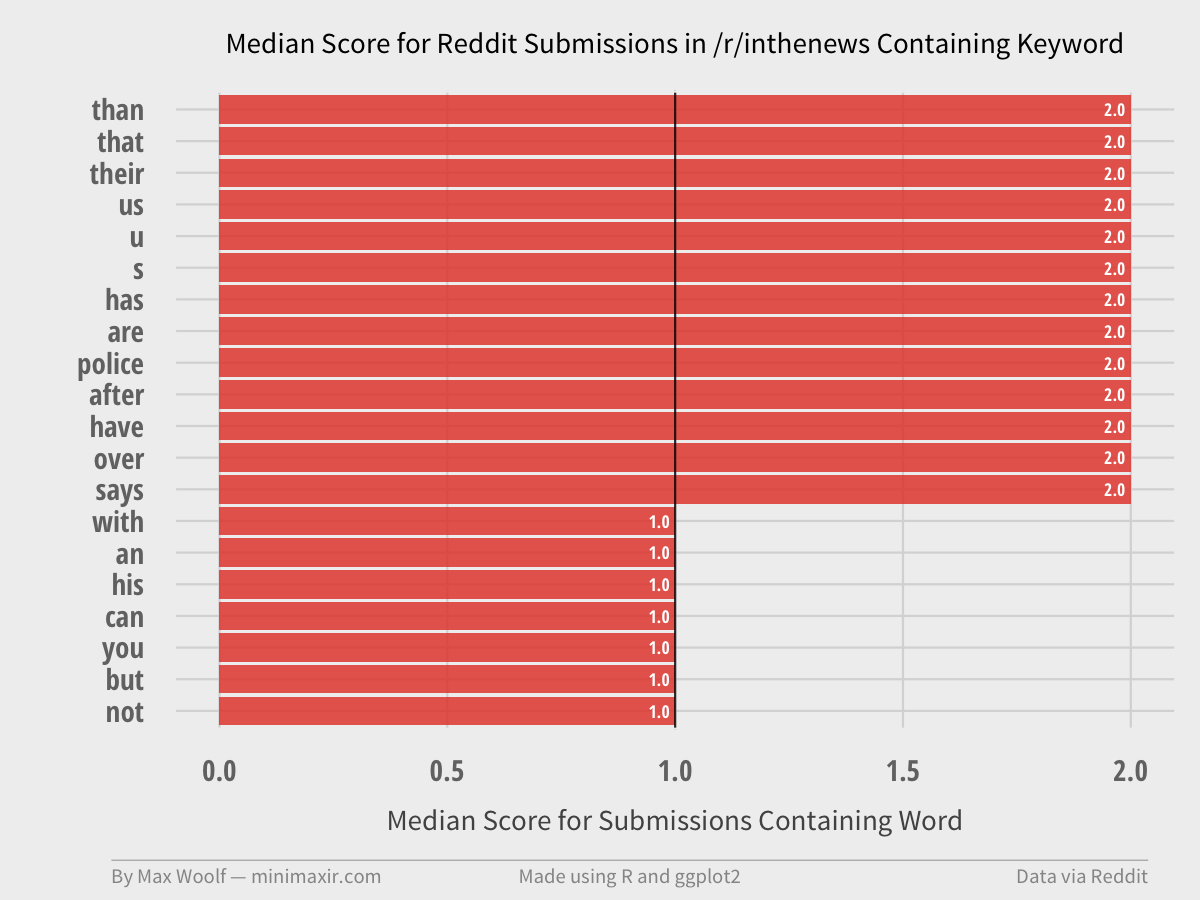 Median Score for Reddit Submissions in /r/inthenews Containing Keyword
than 2.0
that 2.0
their 2.0
us 2.0
u 2.0
s 2.0
has 2.0
are 2.0
police 2.0
after 2.0
have 2.0
over 2.0
says 2.0
with 1.0
an 1.0
his 1.0
can 1.0
you 1.0
but 1.0
not 1.0
0.0 0.5 1.0 1.5 2.0
Median Score for Submissions Containing Word
By Max Woolf — minimaxir.com Made using R and ggplot2 Data via Reddit